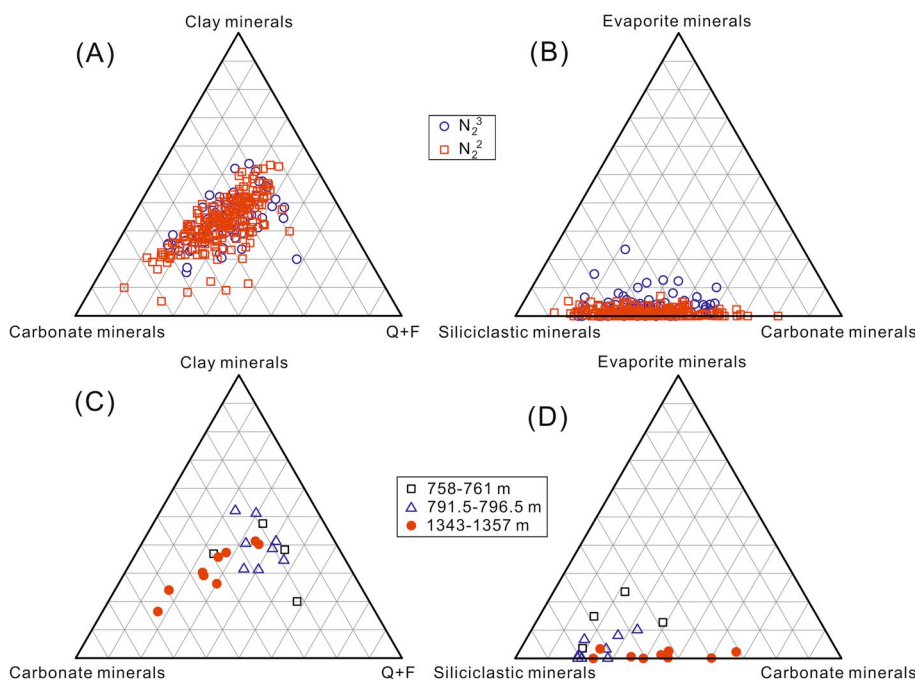 Clay minerals
Evaporite minerals
(A)
(B)
N₂³
N₂²
Carbonate minerals
Q+F
Siliciclastic minerals
Carbonate minerals
Clay minerals
Evaporite minerals
(C)
(D)
758-761 m
791.5-796.5 m
1343-1357 m
Carbonate minerals
Q+F
Siliciclastic minerals
Carbonate minerals